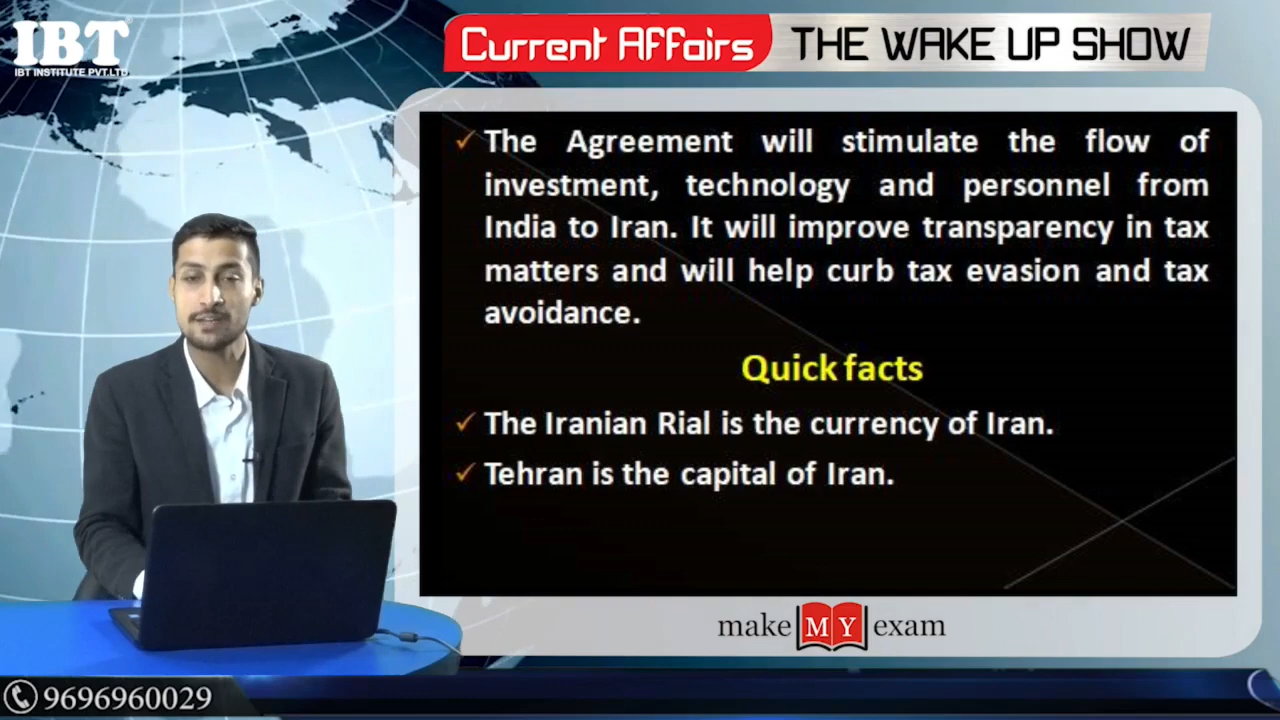 IBT
IBT INSTITUTE PVT.LTD
Current Affairs THE WAKE UP SHOW
The Agreement will stimulate the flow of
investment, technology and personnel from
India to Iran. It will improve transparency in tax
matters and will help curb tax evasion and tax
avoidance.
Quick facts
The Iranian Rial is the currency of Iran.
Tehran is the capital of Iran.
make MY exam
9696960029